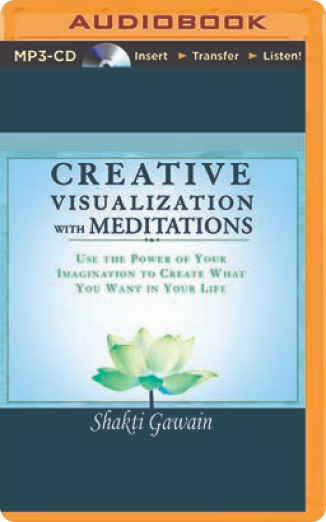 AUDIOBOOK
MP3-CD Insert ► Transfer ► Listen!
CREATIVE
VISUALIZATION
WITH MEDITATIONS
USE THE POWER OF YOUR
IMAGINATION TO CREATE WHAT
YOU WANT IN YOUR LIFE
Shakti Gawain